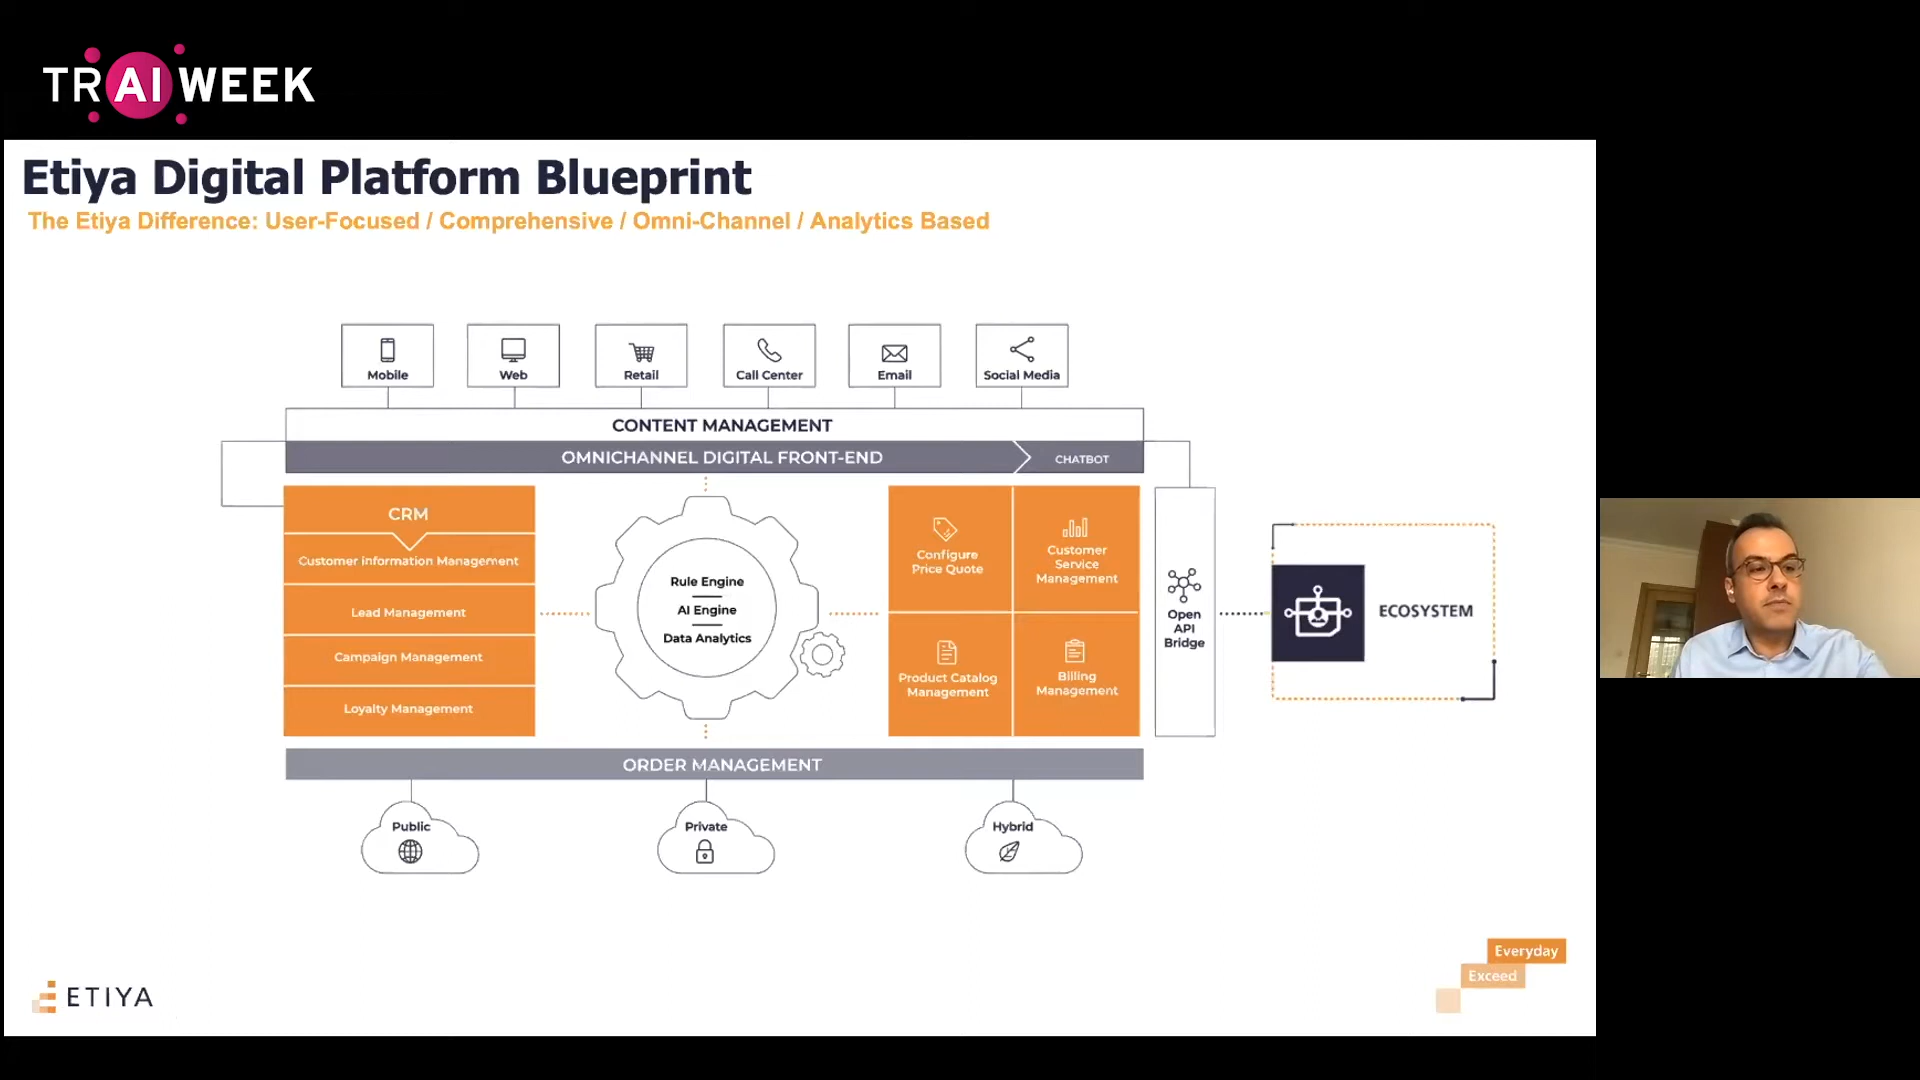 TRAI WEEK
Etiya Digital Platform Blueprint
The Etiya Difference: User-Focused / Comprehensive / Omni-Channel / Analytics Based
Mobile
Web
Retail
Call Center
Email
Social Media
CONTENT MANAGEMENT
OMNICHANNEL DIGITAL FRONT-END
CHATBOT
CRM
Customer Information Management
Lead Management
Campaign Management
Loyalty Management
Rule Engine
AI Engine
Data Analytics
Configure
Price Quote
Customer
Service
Management
Product Catalog
Management
Billing
Management
Open
API
Bridge
ECOSYSTEM
ORDER MANAGEMENT
Public
Private
Hybrid
Everyday
Exceed
ETIYA